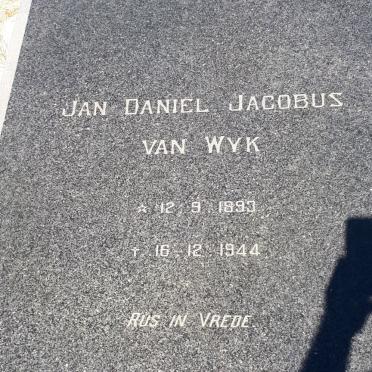 JAN DANIEL JACOBUS
VAN WYK
* 12. 9. 1893
† 16-12-1944
RUS IN VREDE.